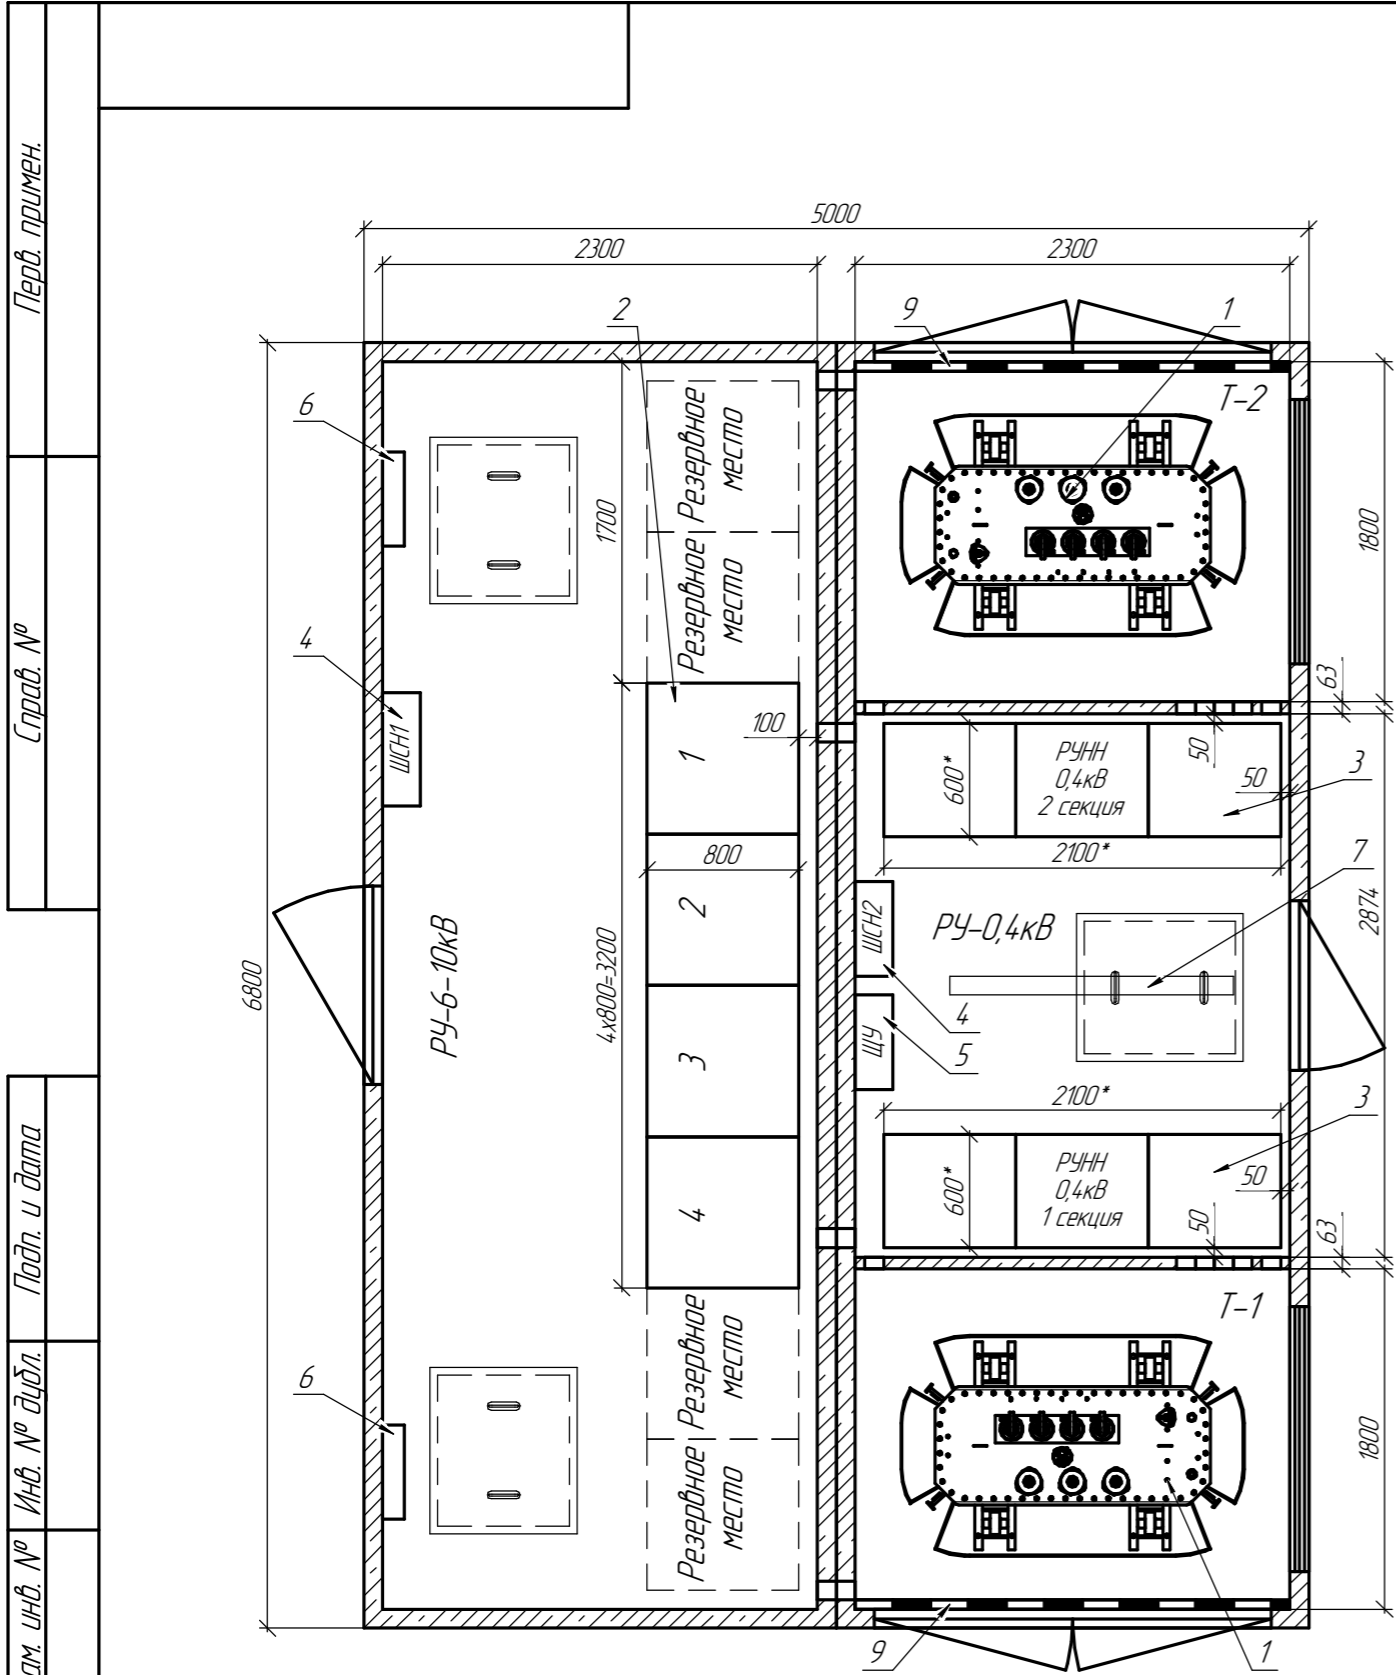 Перв. примен.
Справ. №
Подп. и дата
Инв. № дубл.
ам. инв. №
5000
2300
2300
2
9
1
6
Т-2
Резервное
место
1700
1800
Резервное
место
4
63
ШСН1
1
100
600*
РУНН
0,4кВ
2 секция
50
50
3
800
2100*
7
2
ШСН2
РУ-0,4кВ
2874
6800
РУ-6-10кВ
4х800=3200
4
3
ЩУ
5
2100*
3
4
600*
РУНН
0,4кВ
1 секция
50
50
63
Т-1
Резервное
место
6
1800
Резервное
место
9
1